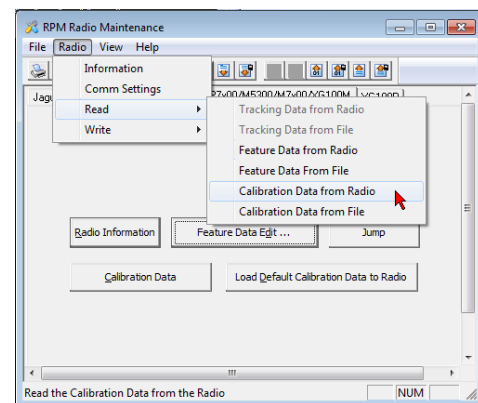 RPM Radio Maintenance
File Radio View Help
Information
Comm Settings
Read
Write
Tracking Data from Radio
Tracking Data from File
Feature Data from Radio
Feature Data From File
Calibration Data from Radio
Calibration Data from File
Radio Information
Feature Data Edit ...
Jump
Calibration Data
Load Default Calibration Data to Radio
Read the Calibration Data from the Radio
NUM